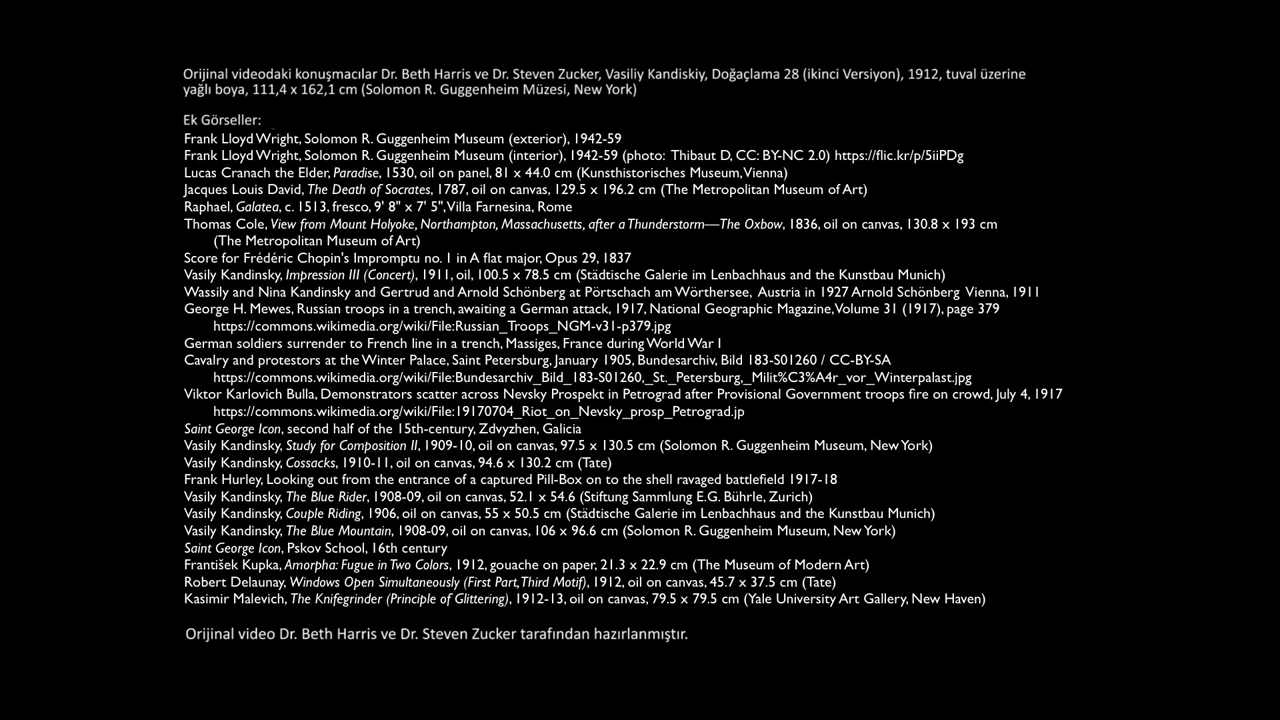 Orijinal videodaki konuşmacılar Dr. Beth Harris ve Dr. Steven Zucker, Vasiliy Kandiskiy, Doğaçlama 28 (ikinci Versiyon), 1912, tuval üzerine
yağlı boya, 111,4 x 162,1 cm (Solomon R. Guggenheim Müzesi, New York)
Ek Görseller:
Frank Lloyd Wright, Solomon R. Guggenheim Museum (exterior), 1942-59
Frank Lloyd Wright, Solomon R. Guggenheim Museum (interior), 1942-59 (photo: Thibaut D, CC: BY-NC 2.0) https://flic.kr/p/5iiPDg
Lucas Cranach the Elder, Paradise, 1530, oil on panel, 81 x 44.0 cm (Kunsthistorisches Museum, Vienna)
Jacques Louis David, The Death of Socrates, 1787, oil on canvas, 129.5 x 196.2 cm (The Metropolitan Museum of Art)
Raphael, Galatea, c. 1513, fresco, 9' 8" x 7' 5", Villa Farnesina, Rome
Thomas Cole, View from Mount Holyoke, Northampton, Massachusetts, after a Thunderstorm—The Oxbow, 1836, oil on canvas, 130.8 x 193 cm
(The Metropolitan Museum of Art)
Score for Frédéric Chopin's Impromptu no. 1 in A flat major, Opus 29, 1837
Vasily Kandinsky, Impression III (Concert), 1911, oil, 100.5 x 78.5 cm (Städtische Galerie im Lenbachhaus and the Kunstbau Munich)
Wassily and Nina Kandinsky and Gertrud and Arnold Schönberg at Pörtschach am Wörthersee, Austria in 1927 Arnold Schönberg Vienna, 1911
George H. Mewes, Russian troops in a trench, awaiting a German attack, 1917, National Geographic Magazine, Volume 31 (1917), page 379
https://commons.wikimedia.org/wiki/File:Russian_Troops_NGM-v31-p379.jpg
German soldiers surrender to French line in a trench, Massiges, France during World War I
Cavalry and protestors at the Winter Palace, Saint Petersburg, January 1905, Bundesarchiv, Bild 183-S01260 / CC-BY-SA
https://commons.wikimedia.org/wiki/File:Bundesarchiv_Bild_183-S01260,_St._Petersburg,_Milit%C3%A4r_vor_Winterpalast.jpg
Viktor Karlovich Bulla, Demonstrators scatter across Nevsky Prospekt in Petrograd after Provisional Government troops fire on crowd, July 4, 1917
https://commons.wikimedia.org/wiki/File:19170704_Riot_on_Nevsky_prosp_Petrograd.jp
Saint George Icon, second half of the 15th-century, Zdvyzhen, Galicia
Vasily Kandinsky, Study for Composition II, 1909-10, oil on canvas, 97.5 x 130.5 cm (Solomon R. Guggenheim Museum, New York)
Vasily Kandinsky, Cossacks, 1910-11, oil on canvas, 94.6 x 130.2 cm (Tate)
Frank Hurley, Looking out from the entrance of a captured Pill-Box on to the shell ravaged battlefield 1917-18
Vasily Kandinsky, The Blue Rider, 1908-09, oil on canvas, 52.1 x 54.6 (Stiftung Sammlung E.G. Bührle, Zurich)
Vasily Kandinsky, Couple Riding, 1906, oil on canvas, 55 x 50.5 cm (Städtische Galerie im Lenbachhaus and the Kunstbau Munich)
Vasily Kandinsky, The Blue Mountain, 1908-09, oil on canvas, 106 x 96.6 cm (Solomon R. Guggenheim Museum, New York)
Saint George Icon, Pskov School, 16th century
František Kupka, Amorpha: Fugue in Two Colors, 1912, gouache on paper, 21.3 x 22.9 cm (The Museum of Modern Art)
Robert Delaunay, Windows Open Simultaneously (First Part, Third Motif), 1912, oil on canvas, 45.7 x 37.5 cm (Tate)
Kasimir Malevich, The Knifegrinder (Principle of Glittering), 1912-13, oil on canvas, 79.5 x 79.5 cm (Yale University Art Gallery, New Haven)
Orijinal video Dr. Beth Harris ve Dr. Steven Zucker tarafından hazırlanmıştır.